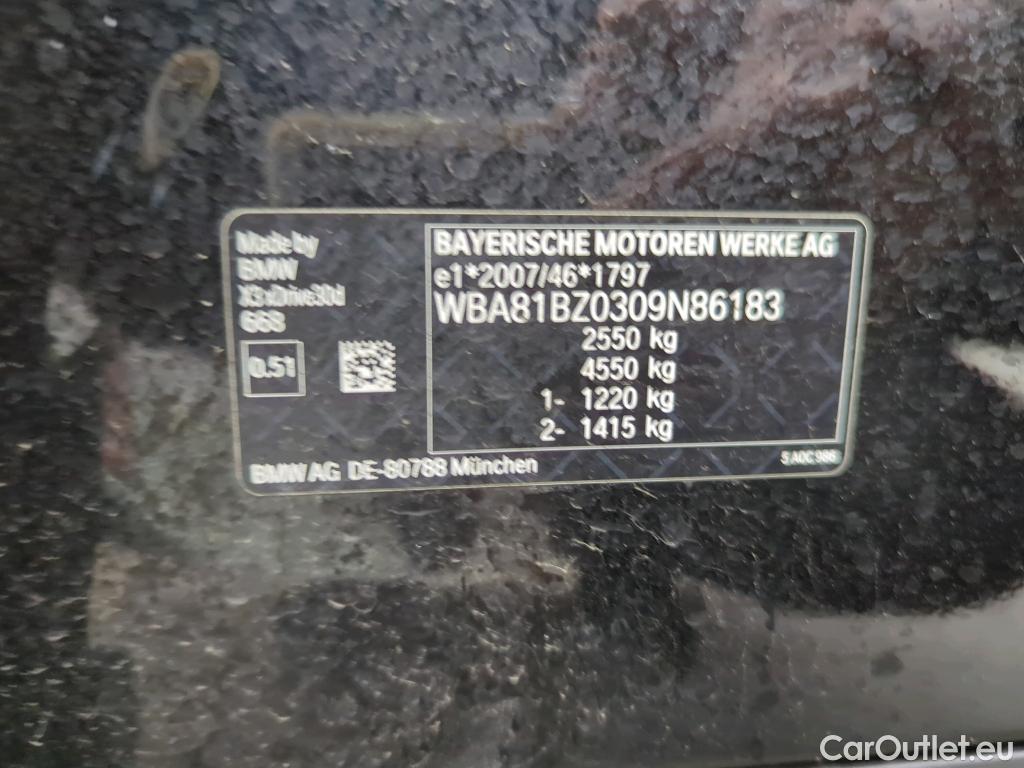 Made by
BMW
X3 xDrive30d
668
0.51
BAYERISCHE MOTOREN WERKE AG
e1*2007/46*1797
WBA81BZ0309N86183
2550 kg
4550 kg
1- 1220 kg
2- 1415 kg
BMW AG DE-80788 München
5 A0C 986
CarOutlet.eu